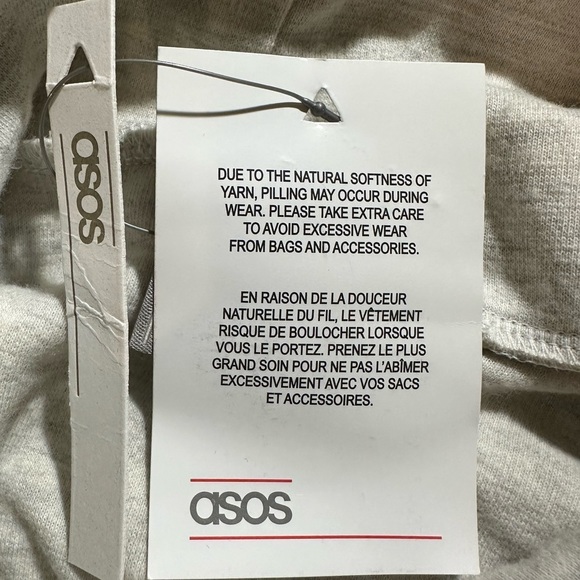 asos
DUE TO THE NATURAL SOFTNESS OF
YARN, PILLING MAY OCCUR DURING
WEAR. PLEASE TAKE EXTRA CARE
TO AVOID EXCESSIVE WEAR
FROM BAGS AND ACCESSORIES.
EN RAISON DE LA DOUCEUR
NATURELLE DU FIL, LE VÊTEMENT
RISQUE DE BOULOCHER LORSQUE
VOUS LE PORTEZ. PRENEZ LE PLUS
GRAND SOIN POUR NE PAS L'ABÎMER
EXCESSIVEMENT AVEC VOS SACS
ET ACCESSOIRES.
asos